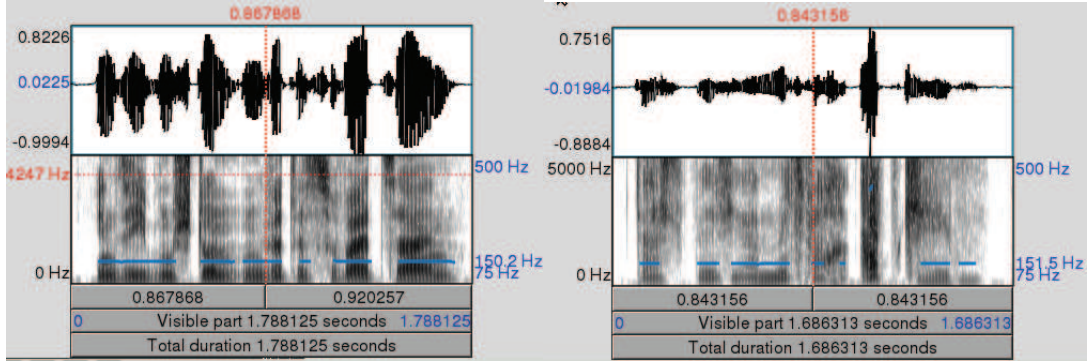 0.867868
0.8226
0.0225
-0.9994
4247 Hz
500 Hz
150.2 Hz
75 Hz
0 Hz
0.867868 0.920257
0 Visible part 1.788125 seconds 1.788125
Total duration 1.788125 seconds
0.843156
0.7516
-0.01984
-0.8884
5000 Hz
500 Hz
151.5 Hz
75 Hz
0 Hz
0.843156 0.843156
0 Visible part 1.686313 seconds 1.686313
Total duration 1.686313 seconds